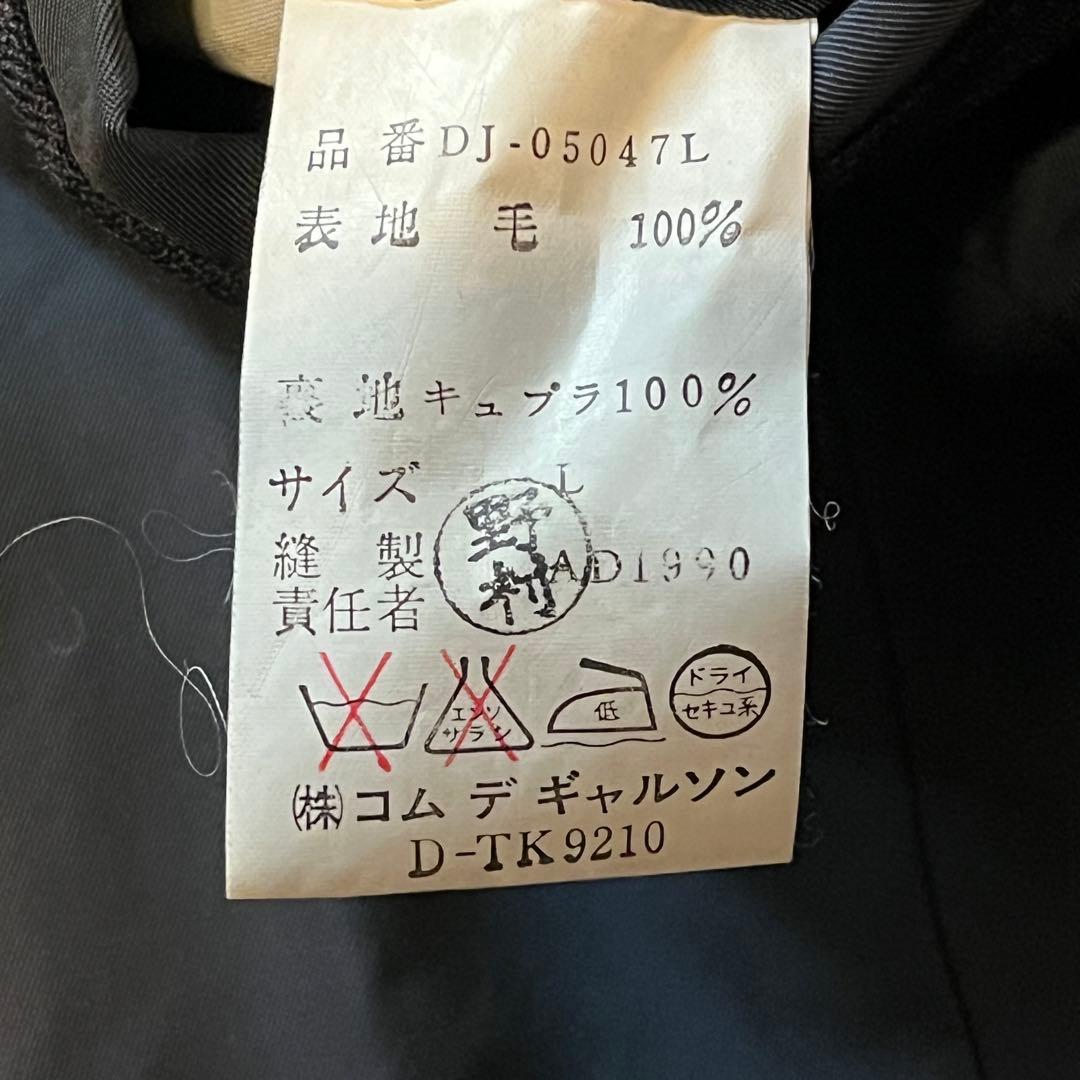 品番DJ-05047L
表地 毛 100%
裏地キュプラ100%
サイズ L
縫製 AD1990
責任者
野村
エンソ
サラシ
低
ドライ
セキユ系
㈱コム デ ギャルソン
D-TK9210